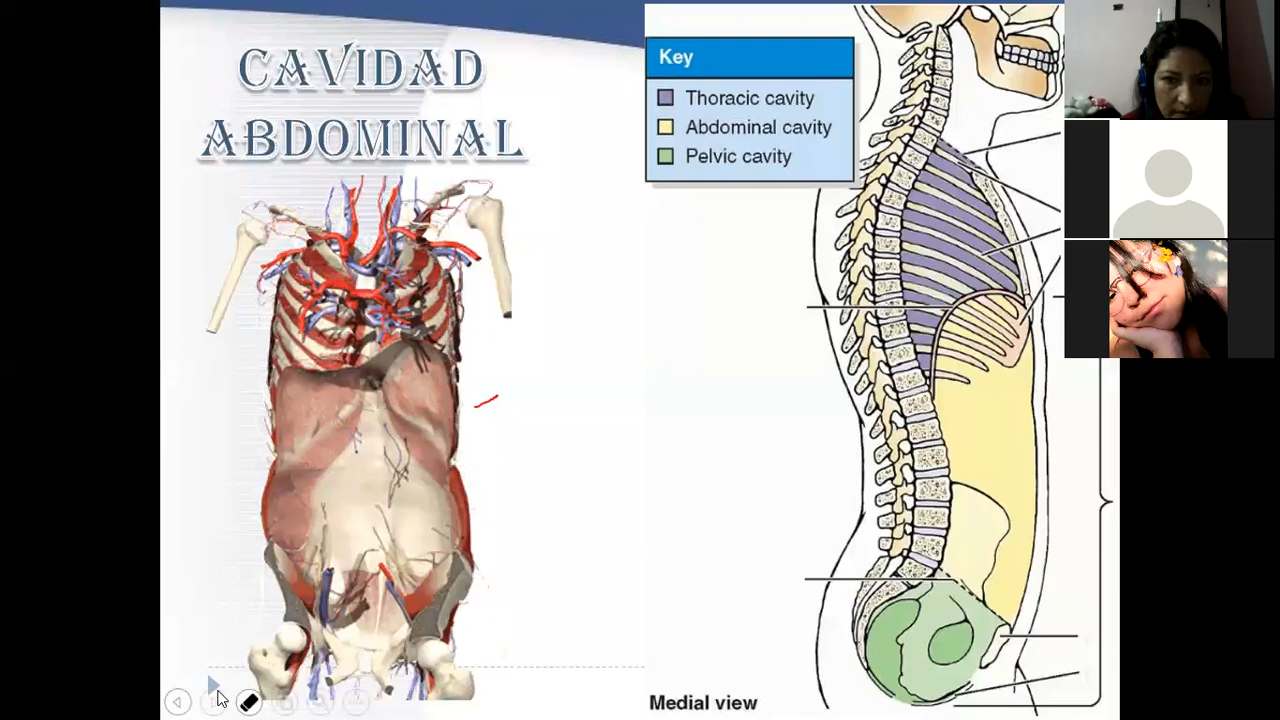 CAVIDAD
ABDOMINAL
Key
Thoracic cavity
Abdominal cavity
Pelvic cavity
Medial view